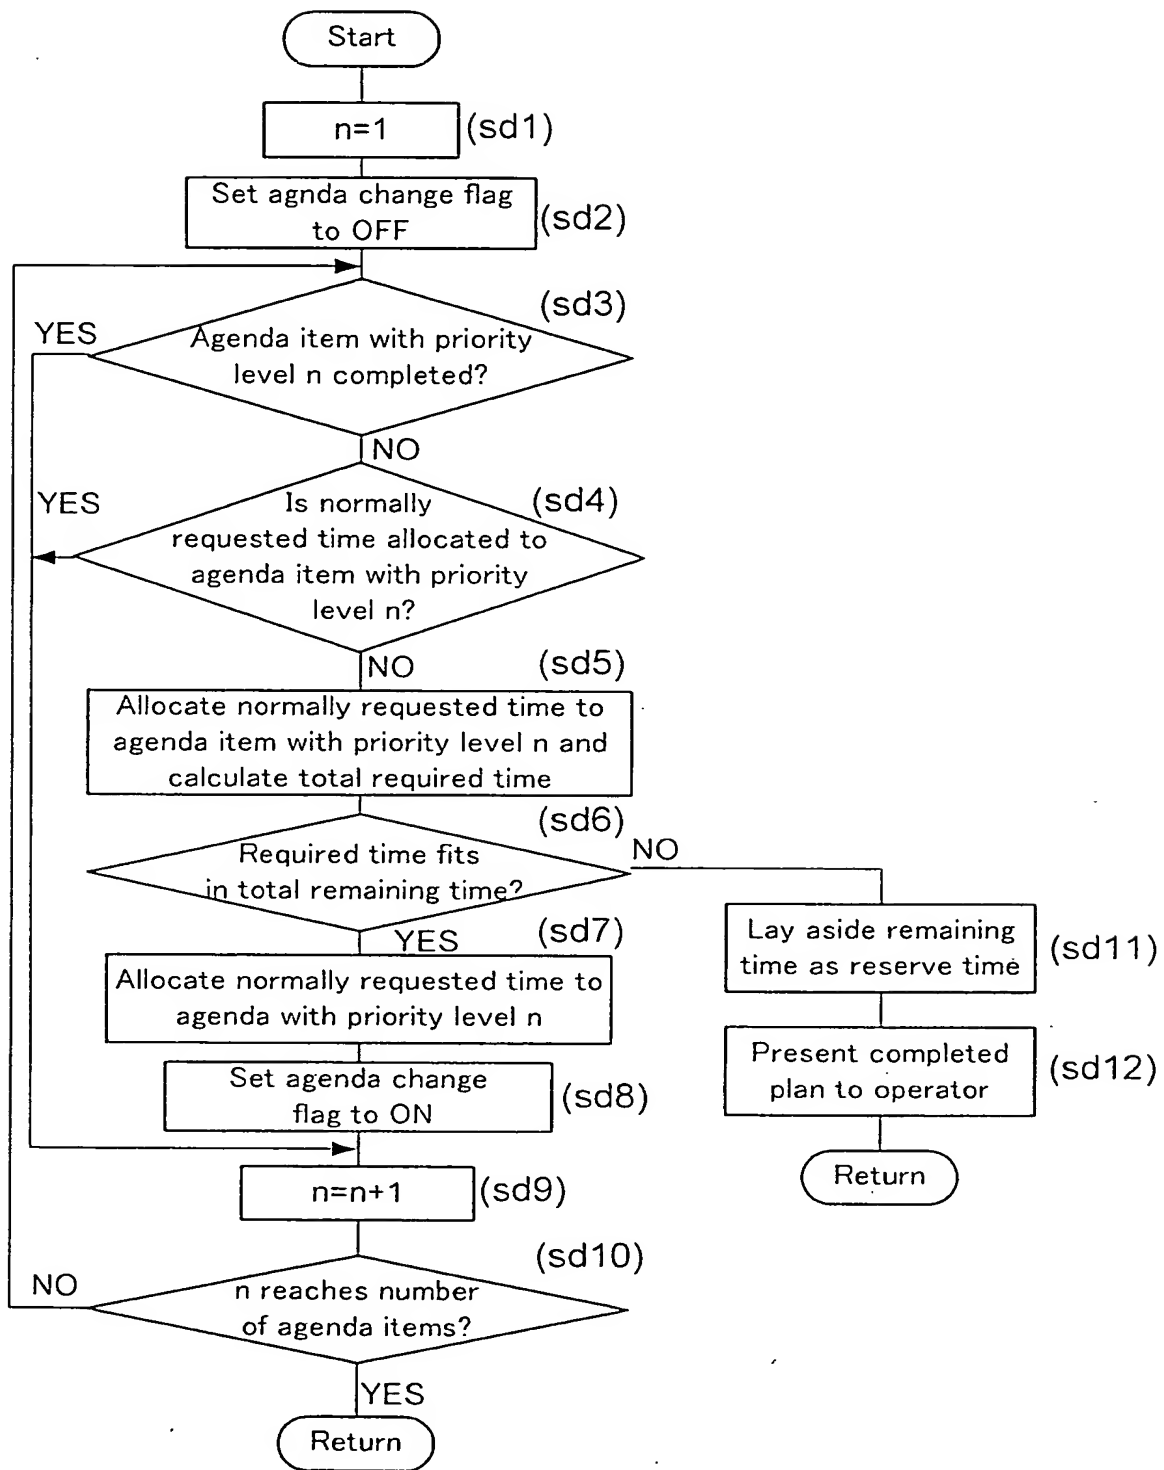 Start
n=1
(sd1)
Set agnda change flag
to OFF
(sd2)
(sd3)
YES
Agenda item with priority
level n completed?
NO
YES
(sd4)
Is normally
requested time allocated to
agenda item with priority
level n?
NO
(sd5)
Allocate normally requested time to
agenda item with priority level n and
calculate total required time
(sd6)
Required time fits
in total remaining time?
NO
YES
(sd7)
Lay aside remaining
time as reserve time
(sd11)
Allocate normally requested time to
agenda with priority level n
Present completed
plan to operator
(sd12)
Set agenda change
flag to ON
(sd8)
Return
n=n+1
(sd9)
(sd10)
NO
n reaches number
of agenda items?
YES
Return